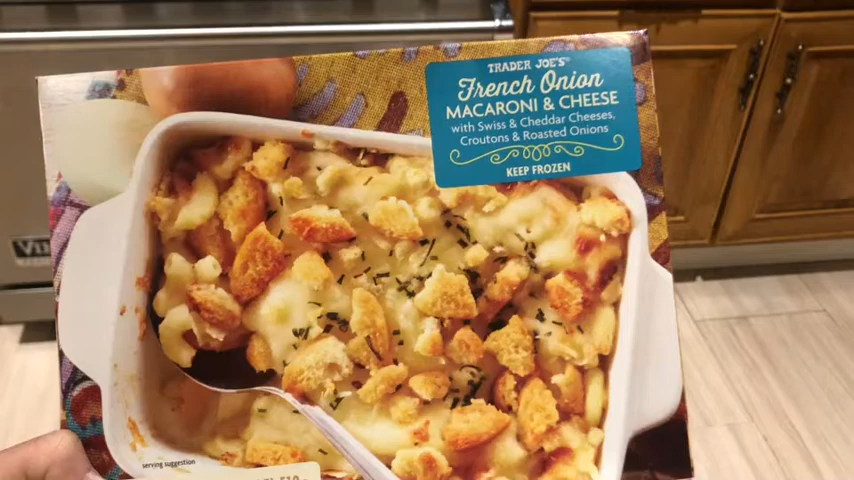 TRADER JOE'S
French Onion
MACARONI & CHEESE
with Swiss & Cheddar Cheeses,
Croutons & Roasted Onions
KEEP FROZEN
serving suggestion